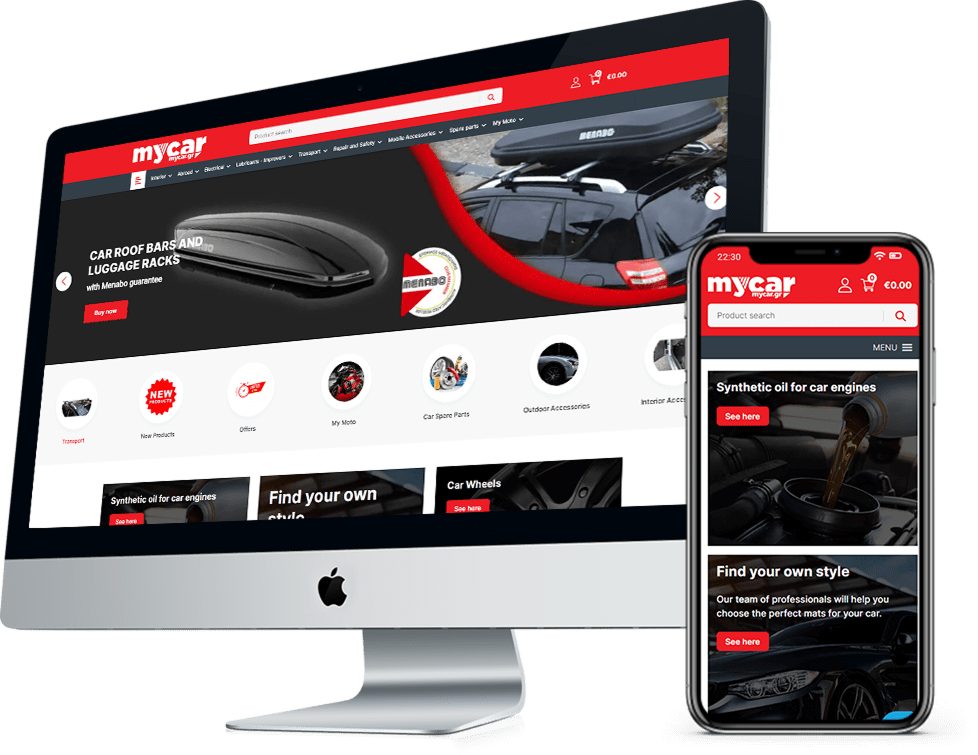 €0.00
0
Product search
mycar
mycar.gr
Interior
Abroad
Electrical
Lubricants - Improvers
Transport
Repair and Safety
Mobile Accessories
Spare parts
My Moto
MENABO
CAR ROOF BARS AND
LUGGAGE RACKS
with Menabo guarantee
Buy now
MENABO
NEW
PRODUCTS
Transport
New Products
Offers
My Moto
Car Spare Parts
Outdoor Accessories
Interior Acces
Synthetic oil for car engines
See here
Find your own
style
Car Wheels
See here
22:30
mycar
mycar.gr
0
€0.00
Product search
MENU
Synthetic oil for car engines
See here
Find your own style
Our team of professionals will help you
choose the perfect mats for your car.
See here